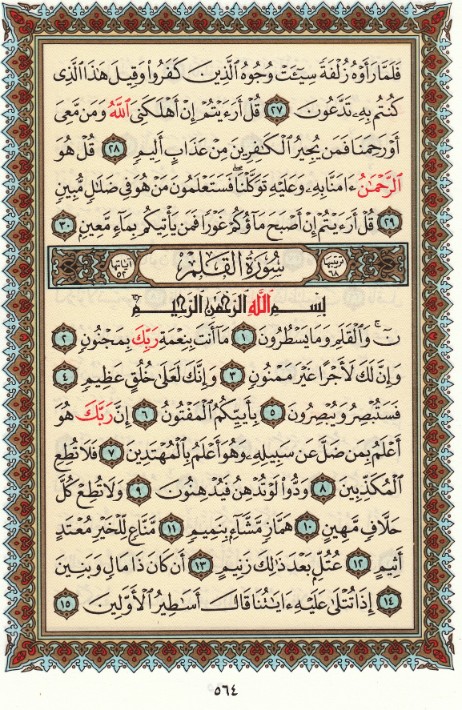 فَلَمَّا رَأَوْهُ زُلْفَةً سِيٓـَٔتْ وُجُوهُ ٱلَّذِينَ كَفَرُوا۟ وَقِيلَ هَٰذَا ٱلَّذِى
كُنتُم بِهِۦ تَدَّعُونَ ٢٧ قُلْ أَرَءَيْتُمْ إِنْ أَهْلَكَنِىَ ٱللَّهُ وَمَن مَّعِىَ
أَوْ رَحِمَنَا فَمَن يُجِيرُ ٱلْكَٰفِرِينَ مِنْ عَذَابٍ أَلِيمٍ ٢٨ قُلْ هُوَ
ٱلرَّحْمَٰنُ ءَامَنَّا بِهِۦ وَعَلَيْهِ تَوَكَّلْنَا ۖ فَسَتَعْلَمُونَ مَنْ هُوَ فِى ضَلَٰلٍ مُّبِينٍ
٢٩ قُلْ أَرَءَيْتُمْ إِنْ أَصْبَحَ مَآؤُكُمْ غَوْرًا فَمَن يَأْتِيكُم بِمَآءٍ مَّعِينٍۭ ٣٠
ترتيبها ٦٨ سُورَةُ القَلَمِ آياتها ٥٢
بِسْمِ ٱللَّهِ ٱلرَّحْمَٰنِ ٱلرَّحِيمِ
نٓ ۚ وَٱلْقَلَمِ وَمَا يَسْطُرُونَ ١ مَآ أَنتَ بِنِعْمَةِ رَبِّكَ بِمَجْنُونٍ ٢
وَإِنَّ لَكَ لَأَجْرًا غَيْرَ مَمْنُونٍ ٣ وَإِنَّكَ لَعَلَىٰ خُلُقٍ عَظِيمٍ ٤
فَسَتُبْصِرُ وَيُبْصِرُونَ ٥ بِأَييِّكُمُ ٱلْمَفْتُونُ ٦ إِنَّ رَبَّكَ هُوَ
أَعْلَمُ بِمَن ضَلَّ عَن سَبِيلِهِۦ وَهُوَ أَعْلَمُ بِٱلْمُهْتَدِينَ ٧ فَلَا تُطِعِ
ٱلْمُكَذِّبِينَ ٨ وَدُّوا۟ لَوْ تُدْهِنُ فَيُدْهِنُونَ ٩ وَلَا تُطِعْ كُلَّ
حَلَّافٍ مَّهِينٍ ١٠ هَمَّازٍ مَّشَّآءٍۭ بِنَمِيمٍ ١١ مَّنَّاعٍ لِّلْخَيْرِ مُعْتَدٍ
أَثِيمٍ ١٢ عُتُلٍّۭ بَعْدَ ذَٰلِكَ زَنِيمٍ ١٣ أَن كَانَ ذَا مَالٍ وَبَنِينَ
١٤ إِذَا تُتْلَىٰ عَلَيْهِ ءَايَٰتُنَا قَالَ أَسَٰطِيرُ ٱلْأَوَّلِينَ ١٥
٥٦٤